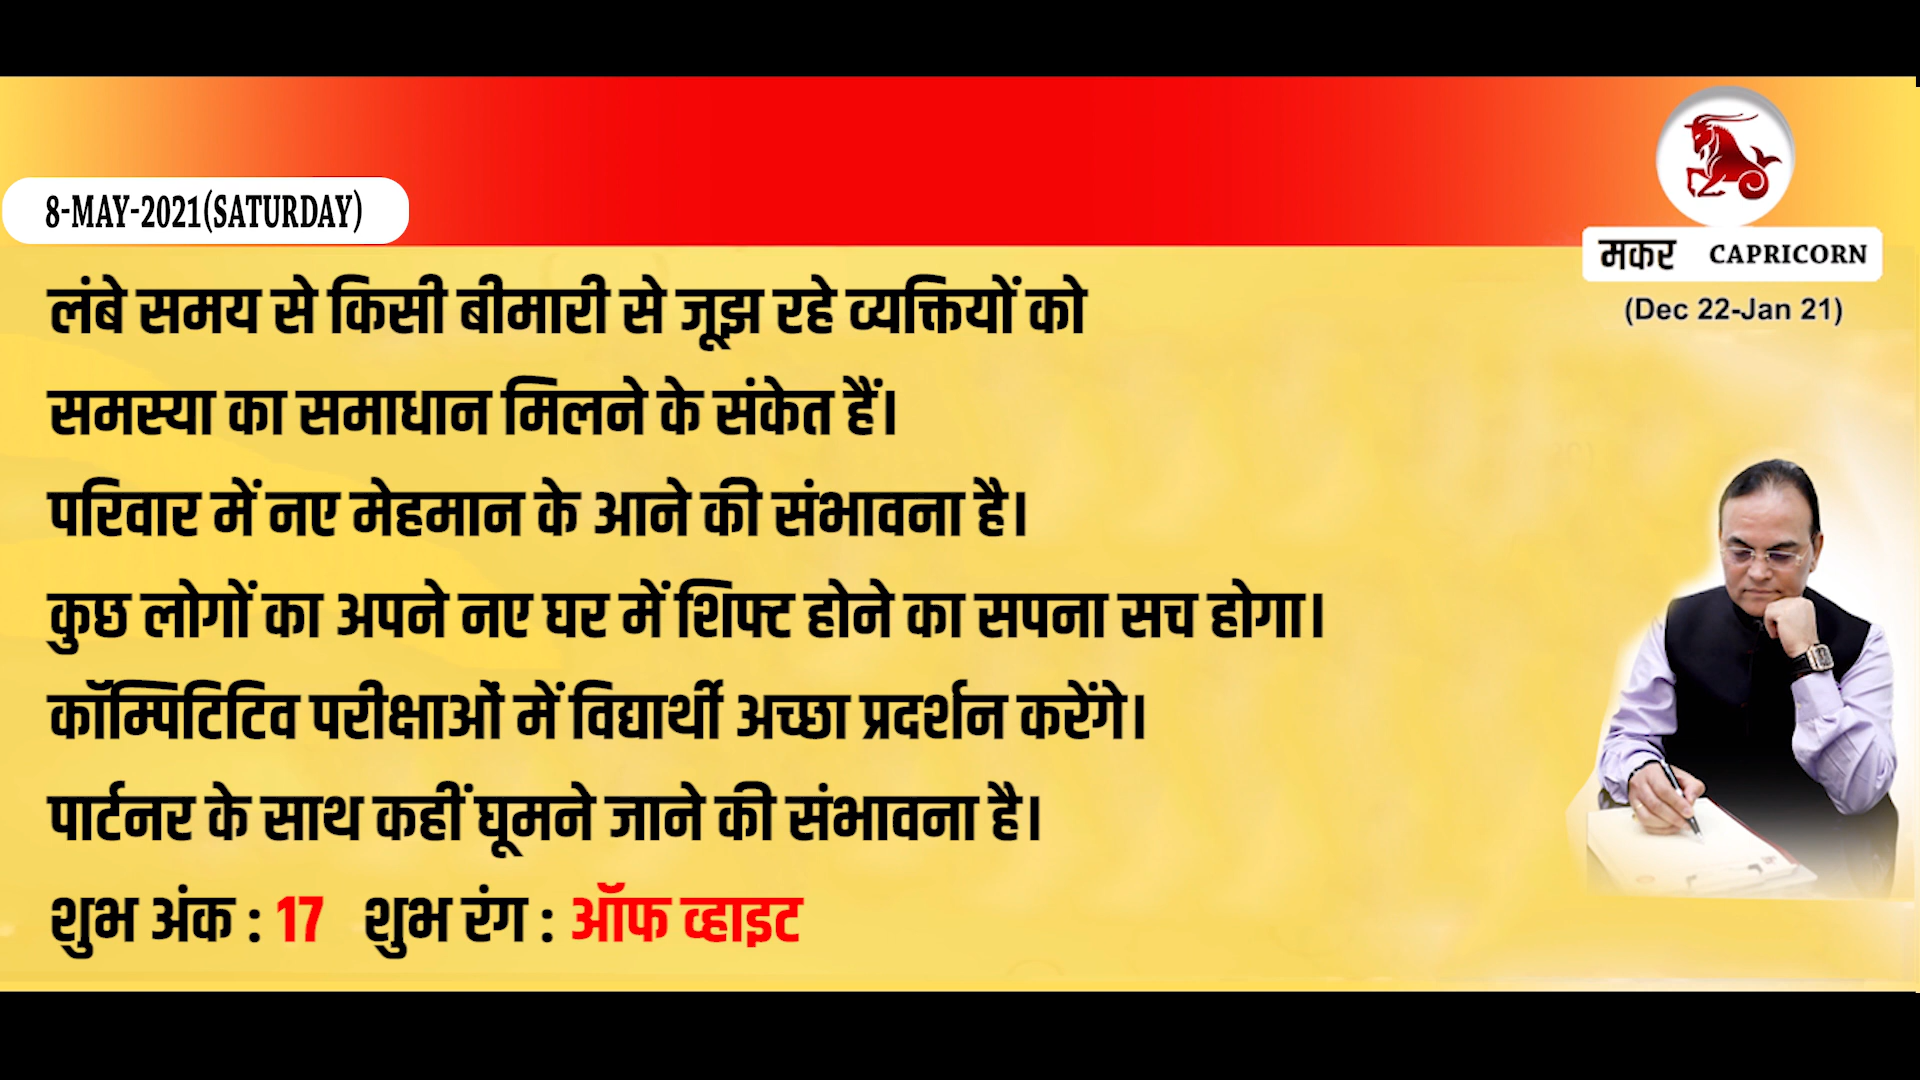 8-MAY-2021(SATURDAY)
मकर CAPRICORN
(Dec 22-Jan 21)
लंबे समय से किसी बीमारी से जूझ रहे व्यक्तियों को
समस्या का समाधान मिलने के संकेत हैं।
परिवार में नए मेहमान के आने की संभावना है।
कुछ लोगों का अपने नए घर में शिफ्ट होने का सपना सच होगा।
कॉम्पिटिटिव परीक्षाओं में विद्यार्थी अच्छा प्रदर्शन करेंगे।
पार्टनर के साथ कहीं घूमने जाने की संभावना है।
शुभ अंक : 17 शुभ रंग : ऑफ व्हाइट